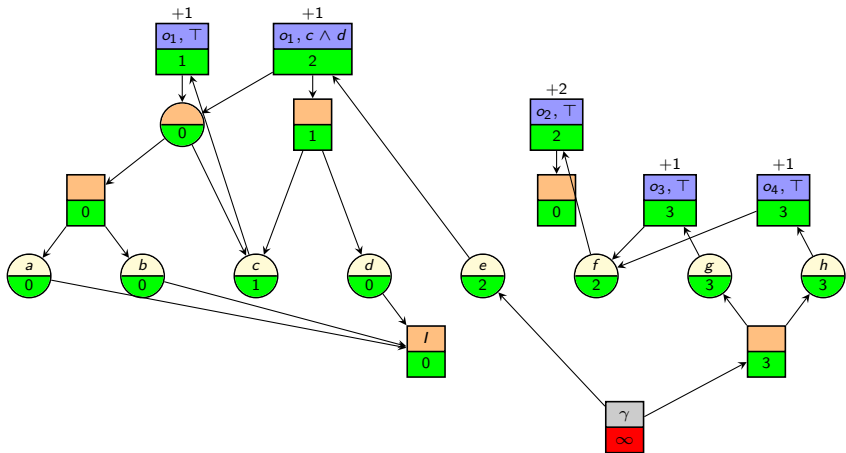 +1 +1
o₁, ⊤ o₁, c ∧ d
1 2
+2
o₂, ⊤
0 1 2
+1 +1
o₃, ⊤ o₄, ⊤
0 0 3 3
a b c d e f g h
0 0 1 0 2 2 3 3
I
0 3
γ
∞